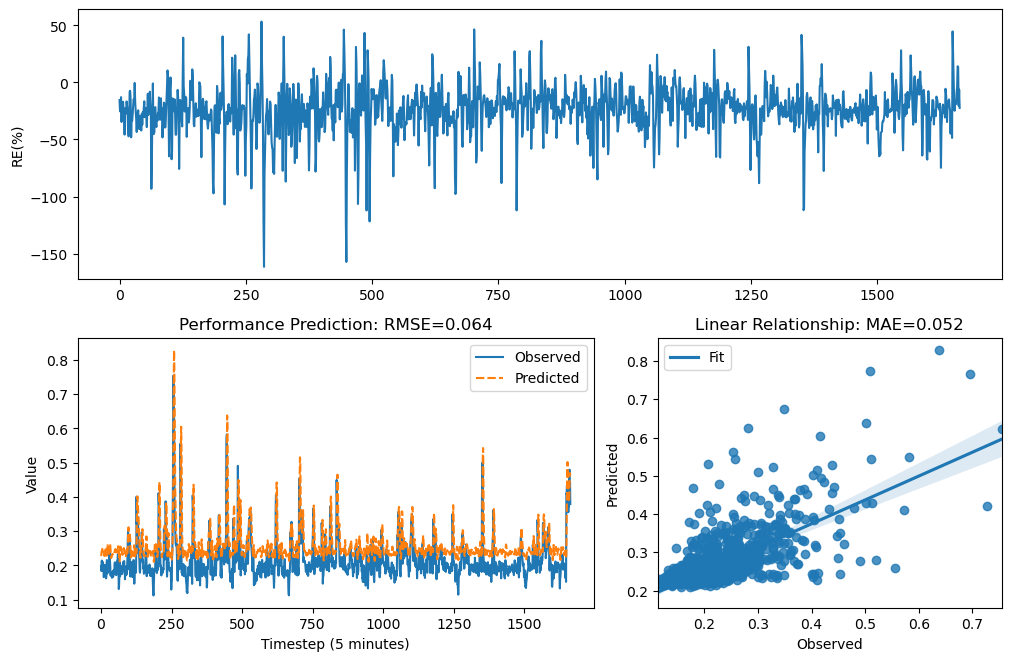 50
0
−50
−100
−150
RE(%)
0 250 500 750 1000 1250 1500
Performance Prediction: RMSE=0.064
Observed
Predicted
0.8
0.7
0.6
0.5
0.4
0.3
0.2
0.1
Value
0 250 500 750 1000 1250 1500
Timestep (5 minutes)
Linear Relationship: MAE=0.052
Fit
0.8
0.7
0.6
0.5
0.4
0.3
0.2
Predicted
0.2 0.3 0.4 0.5 0.6 0.7
Observed